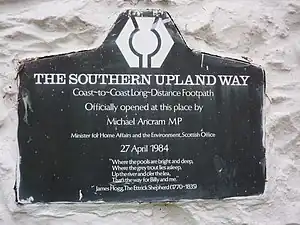 THE SOUTHERN UPLAND WAY
Coast-to-Coast Long-Distance Footpath
Officially opened at this place by
Michael Ancram MP
Minister for Home Affairs and the Environment, Scottish Office
27 April 1984
"Where the pools are bright and deep,
Where the grey trout lies asleep,
Up the river and o'er the lea,
That's the way for Billy and me."
James Hogg, The Ettrick Shepherd (1770-1835)